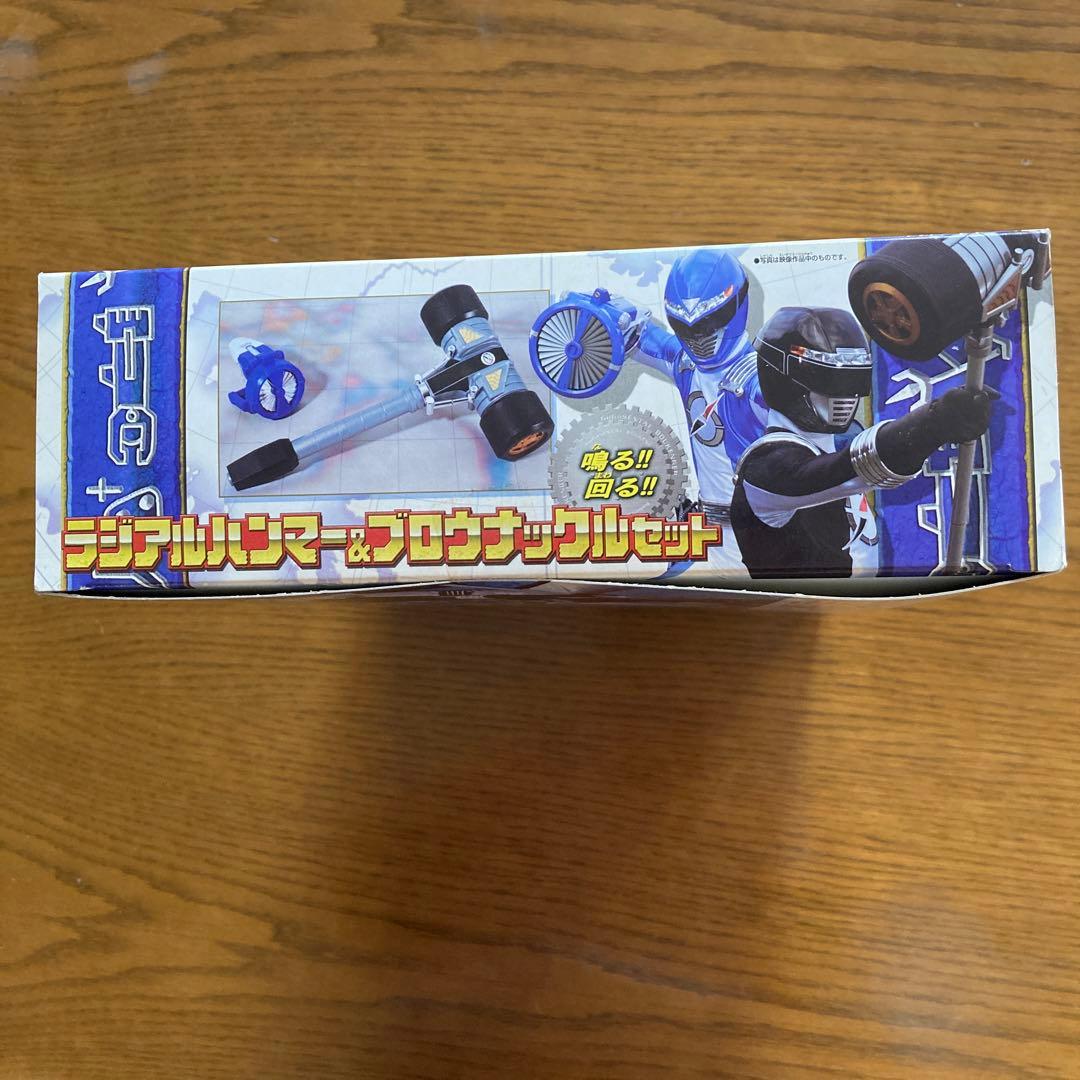 ●写真は映像作品中のものです。
鳴る!!
回る!!
ラジアルハンマー&ブロウナックルセット